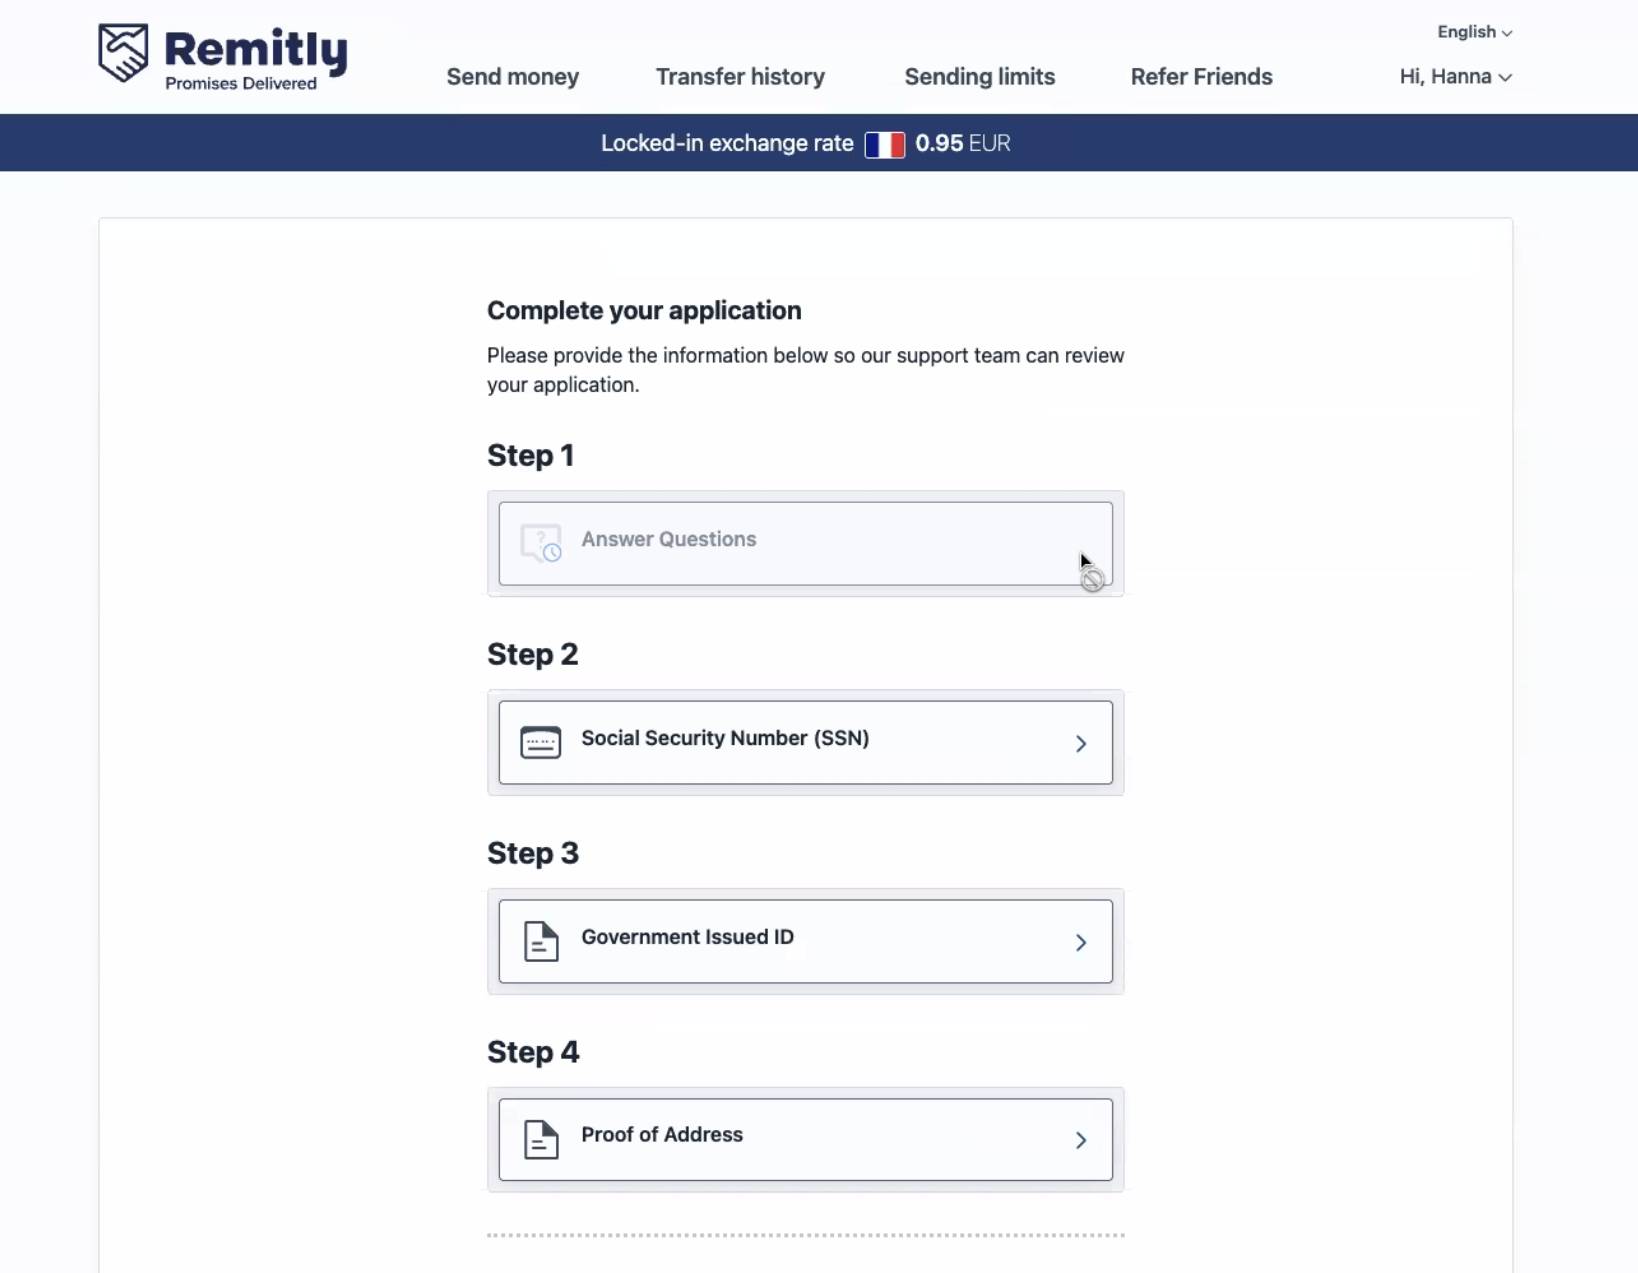 Remitly
Promises Delivered
Send money
Transfer history
Sending limits
Refer Friends
English
Hi, Hanna
Locked-in exchange rate 0.95 EUR
Complete your application
Please provide the information below so our support team can review
your application.
Step 1
Answer Questions
Step 2
Social Security Number (SSN)
Step 3
Government Issued ID
Step 4
Proof of Address